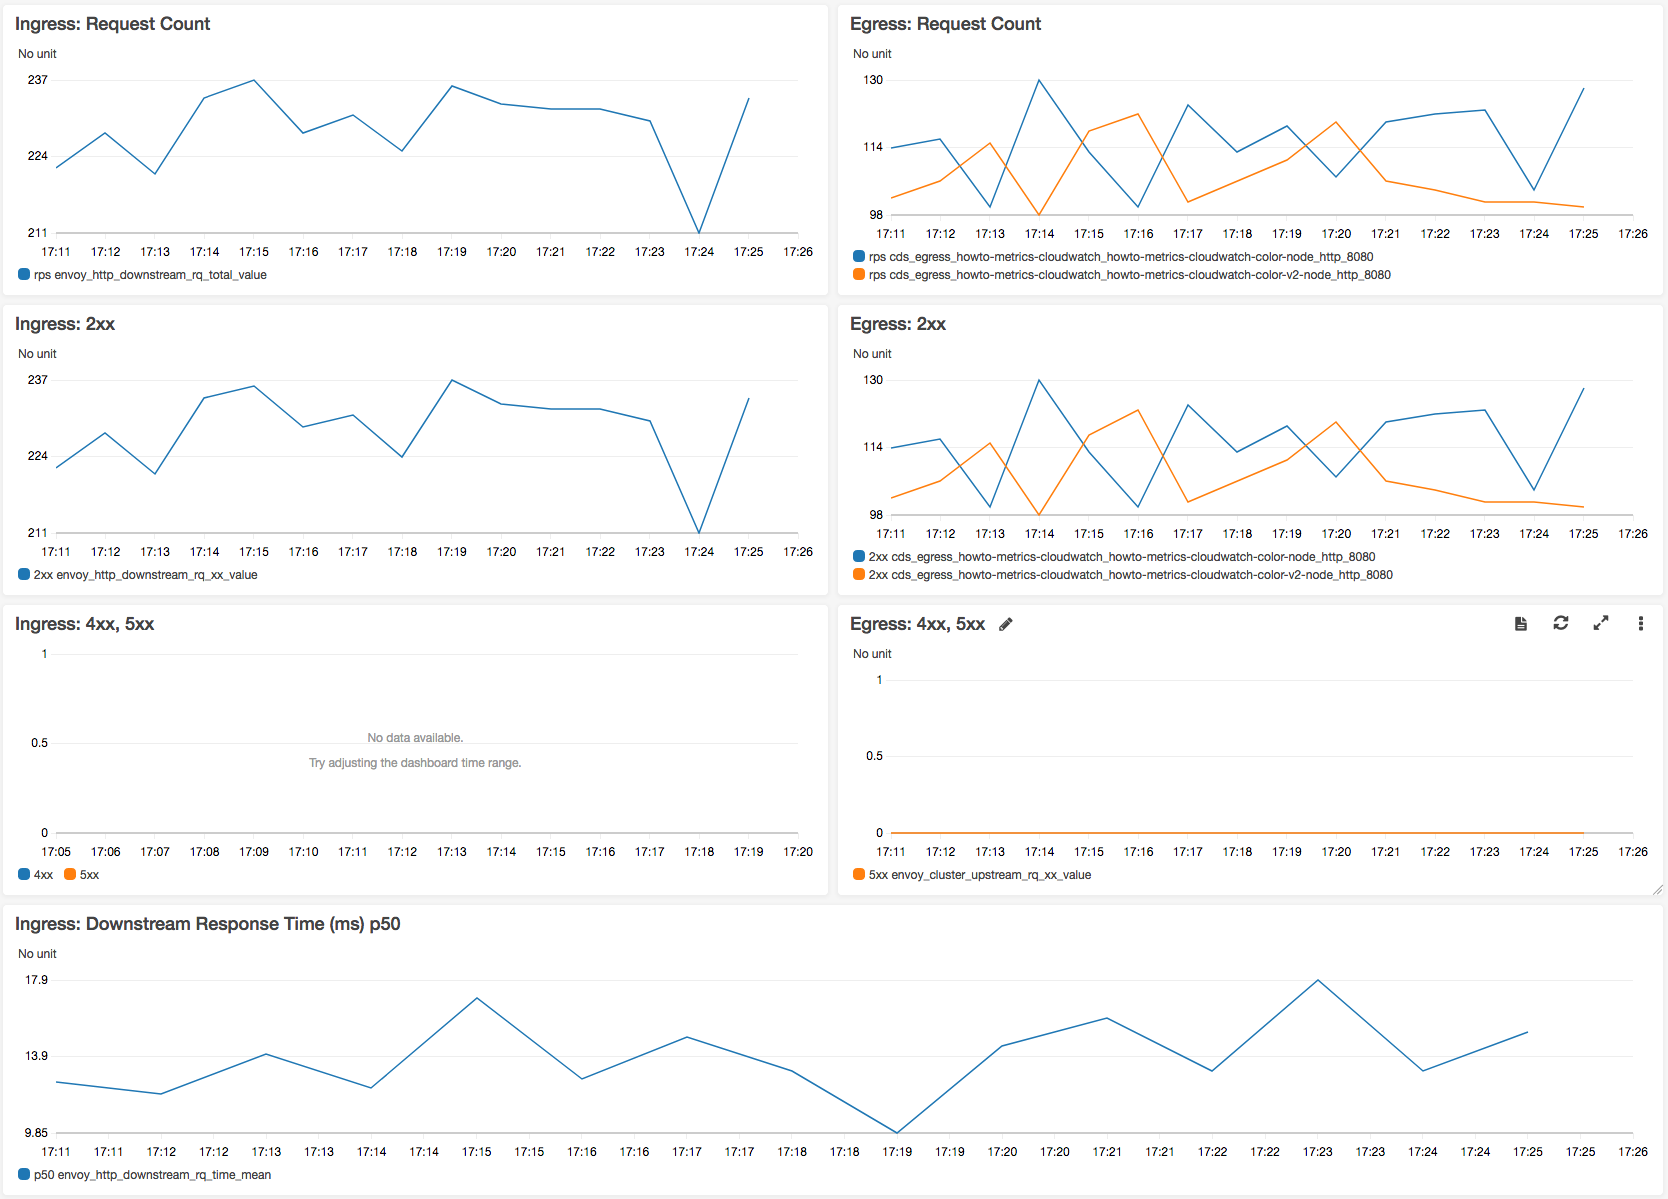 Ingress: Request Count
No unit
237
224
211
17:11 17:12 17:13 17:14 17:15 17:16 17:17 17:18 17:19 17:20 17:21 17:22 17:23 17:24 17:25 17:26
rps envoy_http_downstream_rq_total_value
Egress: Request Count
No unit
130
114
98
17:11 17:12 17:13 17:14 17:15 17:16 17:17 17:18 17:19 17:20 17:21 17:22 17:23 17:24 17:25 17:26
rps cds_egress_howto-metrics-cloudwatch_howto-metrics-cloudwatch-color-node_http_8080
rps cds_egress_howto-metrics-cloudwatch_howto-metrics-cloudwatch-color-v2-node_http_8080
Ingress: 2xx
No unit
237
224
211
17:11 17:12 17:13 17:14 17:15 17:16 17:17 17:18 17:19 17:20 17:21 17:22 17:23 17:24 17:25 17:26
2xx envoy_http_downstream_rq_xx_value
Egress: 2xx
No unit
130
114
98
17:11 17:12 17:13 17:14 17:15 17:16 17:17 17:18 17:19 17:20 17:21 17:22 17:23 17:24 17:25 17:26
2xx cds_egress_howto-metrics-cloudwatch_howto-metrics-cloudwatch-color-node_http_8080
2xx cds_egress_howto-metrics-cloudwatch_howto-metrics-cloudwatch-color-v2-node_http_8080
Ingress: 4xx, 5xx
1
0.5
No data available.
Try adjusting the dashboard time range.
0
17:05 17:06 17:07 17:08 17:09 17:10 17:11 17:12 17:13 17:14 17:15 17:16 17:17 17:18 17:19 17:20
4xx 5xx
Egress: 4xx, 5xx
No unit
1
0.5
0
17:11 17:12 17:13 17:14 17:15 17:16 17:17 17:18 17:19 17:20 17:21 17:22 17:23 17:24 17:25 17:26
5xx envoy_cluster_upstream_rq_xx_value
Ingress: Downstream Response Time (ms) p50
No unit
17.9
13.9
9.85
17:11 17:11 17:12 17:12 17:13 17:13 17:14 17:14 17:15 17:15 17:16 17:16 17:17 17:17 17:18 17:18 17:19 17:19 17:20 17:20 17:21 17:21 17:22 17:22 17:23 17:23 17:24 17:24 17:25 17:25 17:26
p50 envoy_http_downstream_rq_time_mean